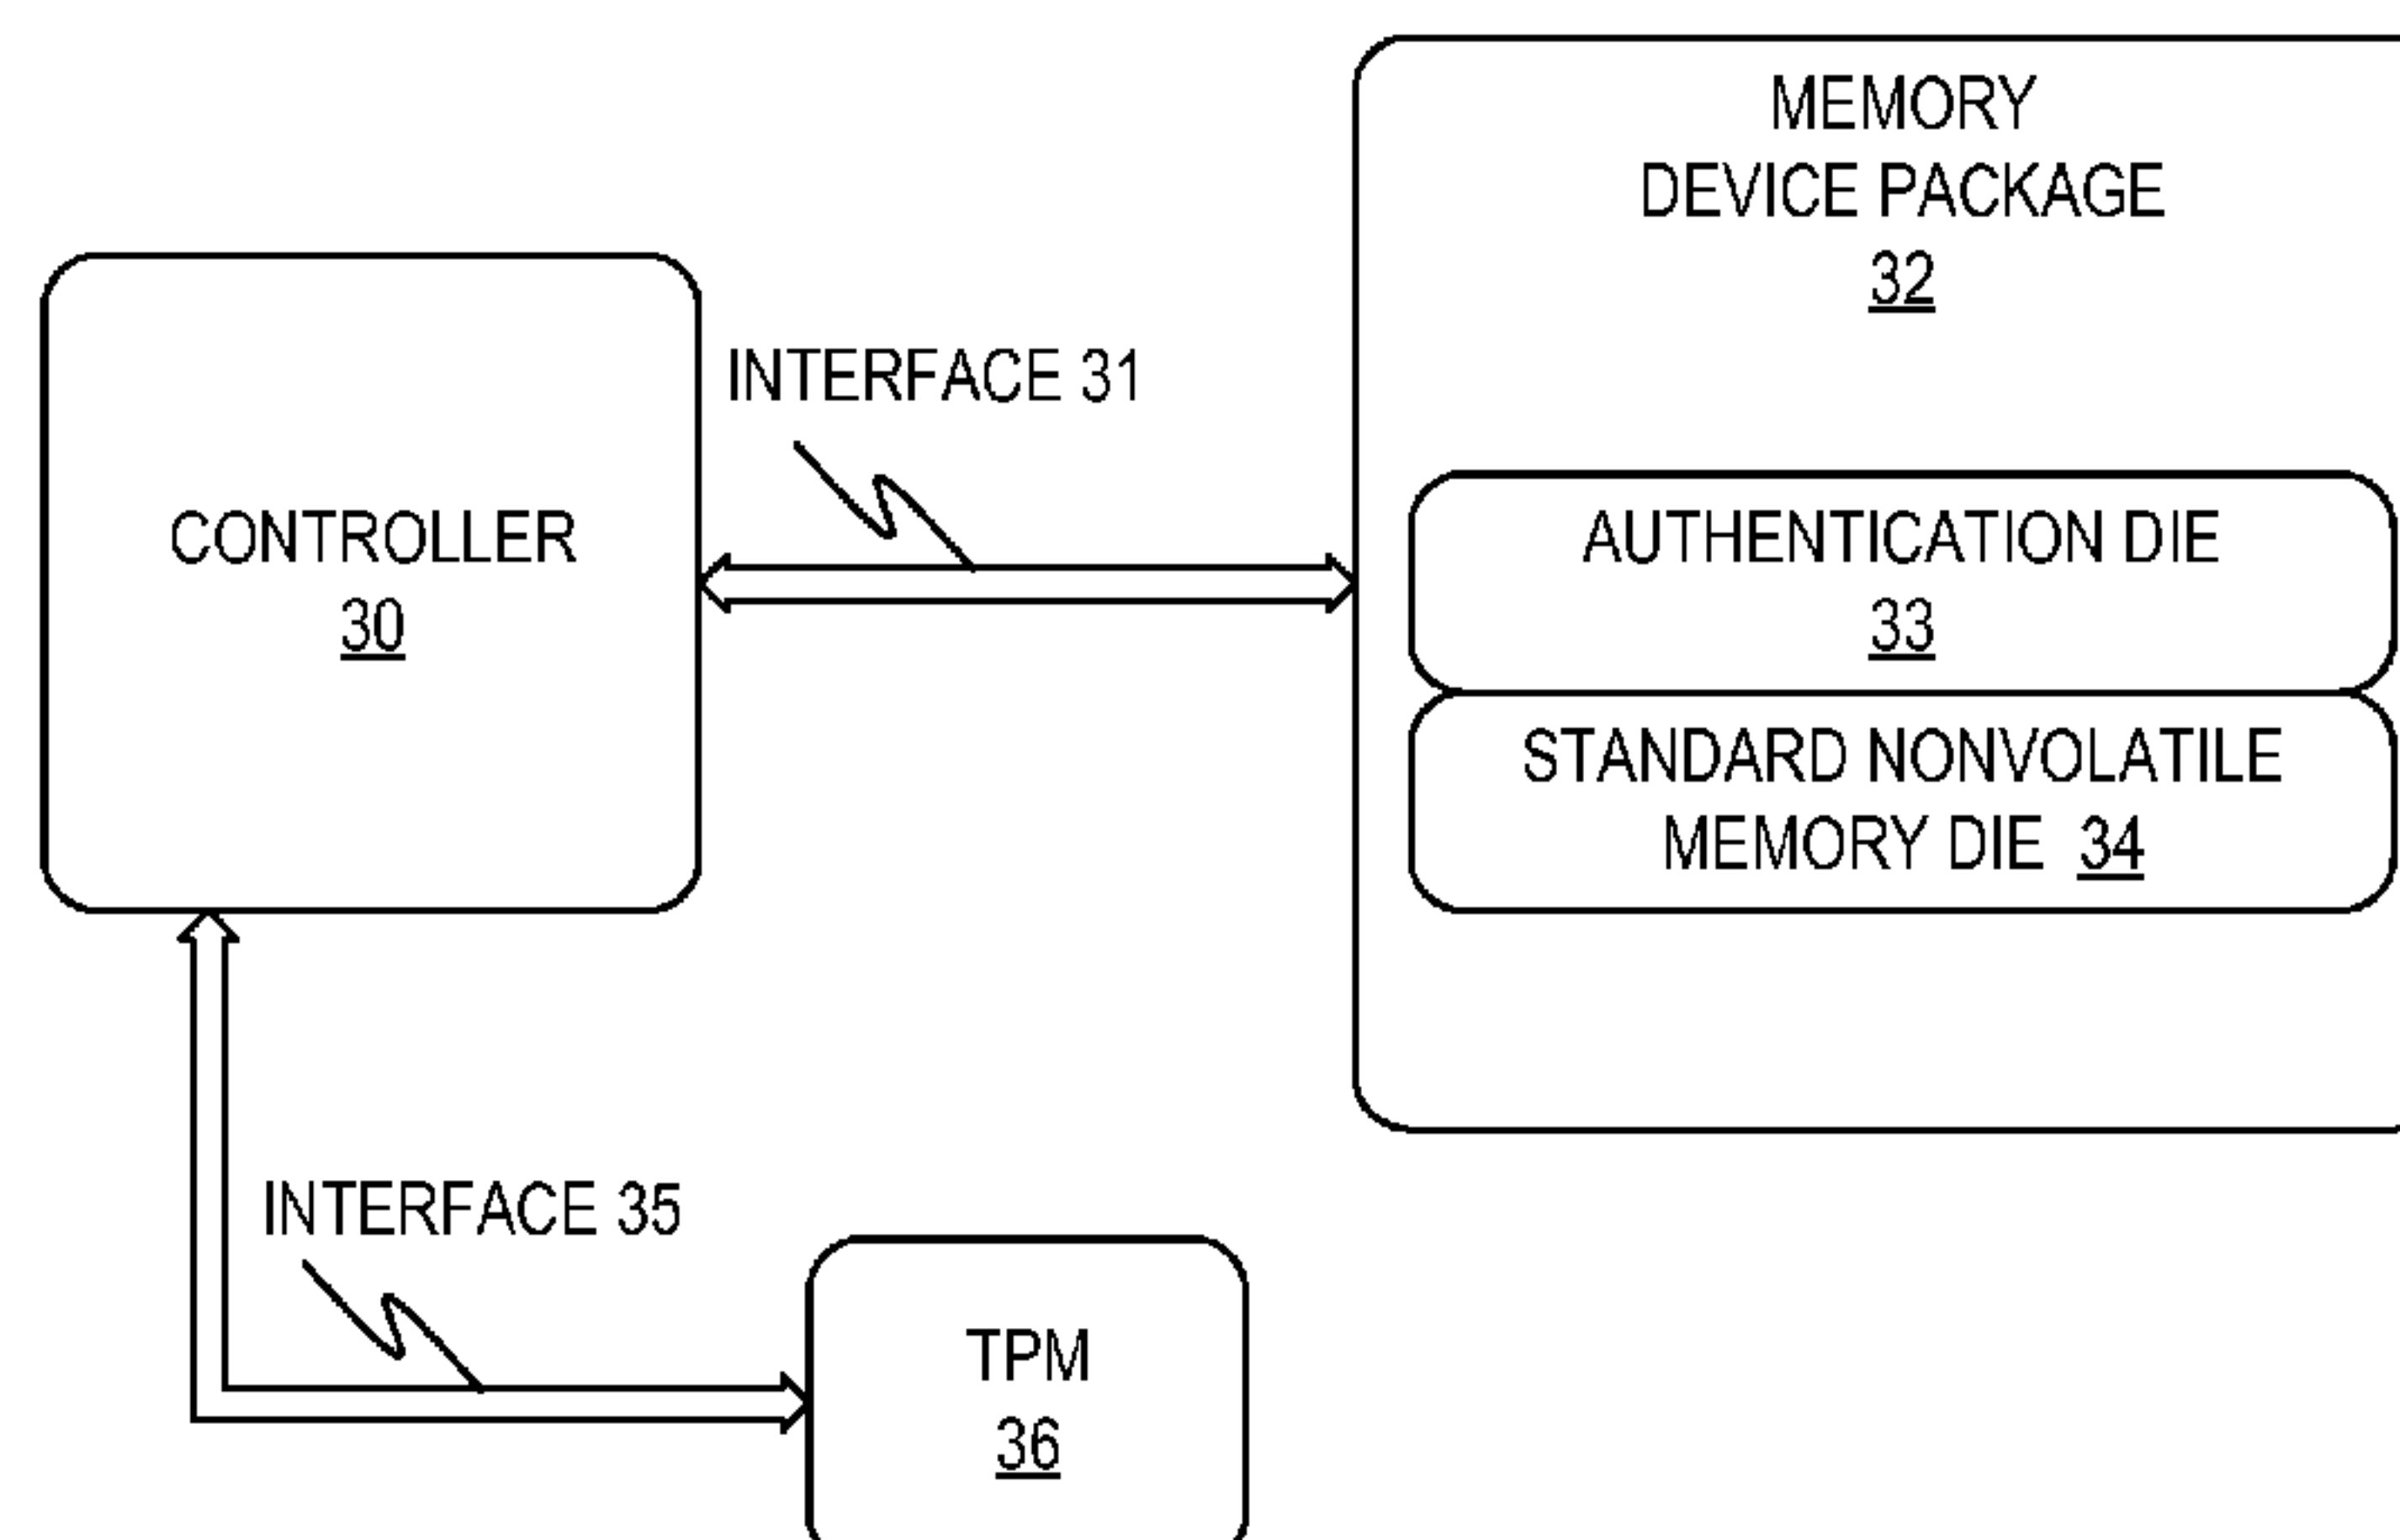 MEMORY
DEVICE PACKAGE
32
INTERFACE 31
CONTROLLER
30
AUTHENTICATION DIE
33
STANDARD NONVOLATILE
MEMORY DIE 34
INTERFACE 35
TPM
36